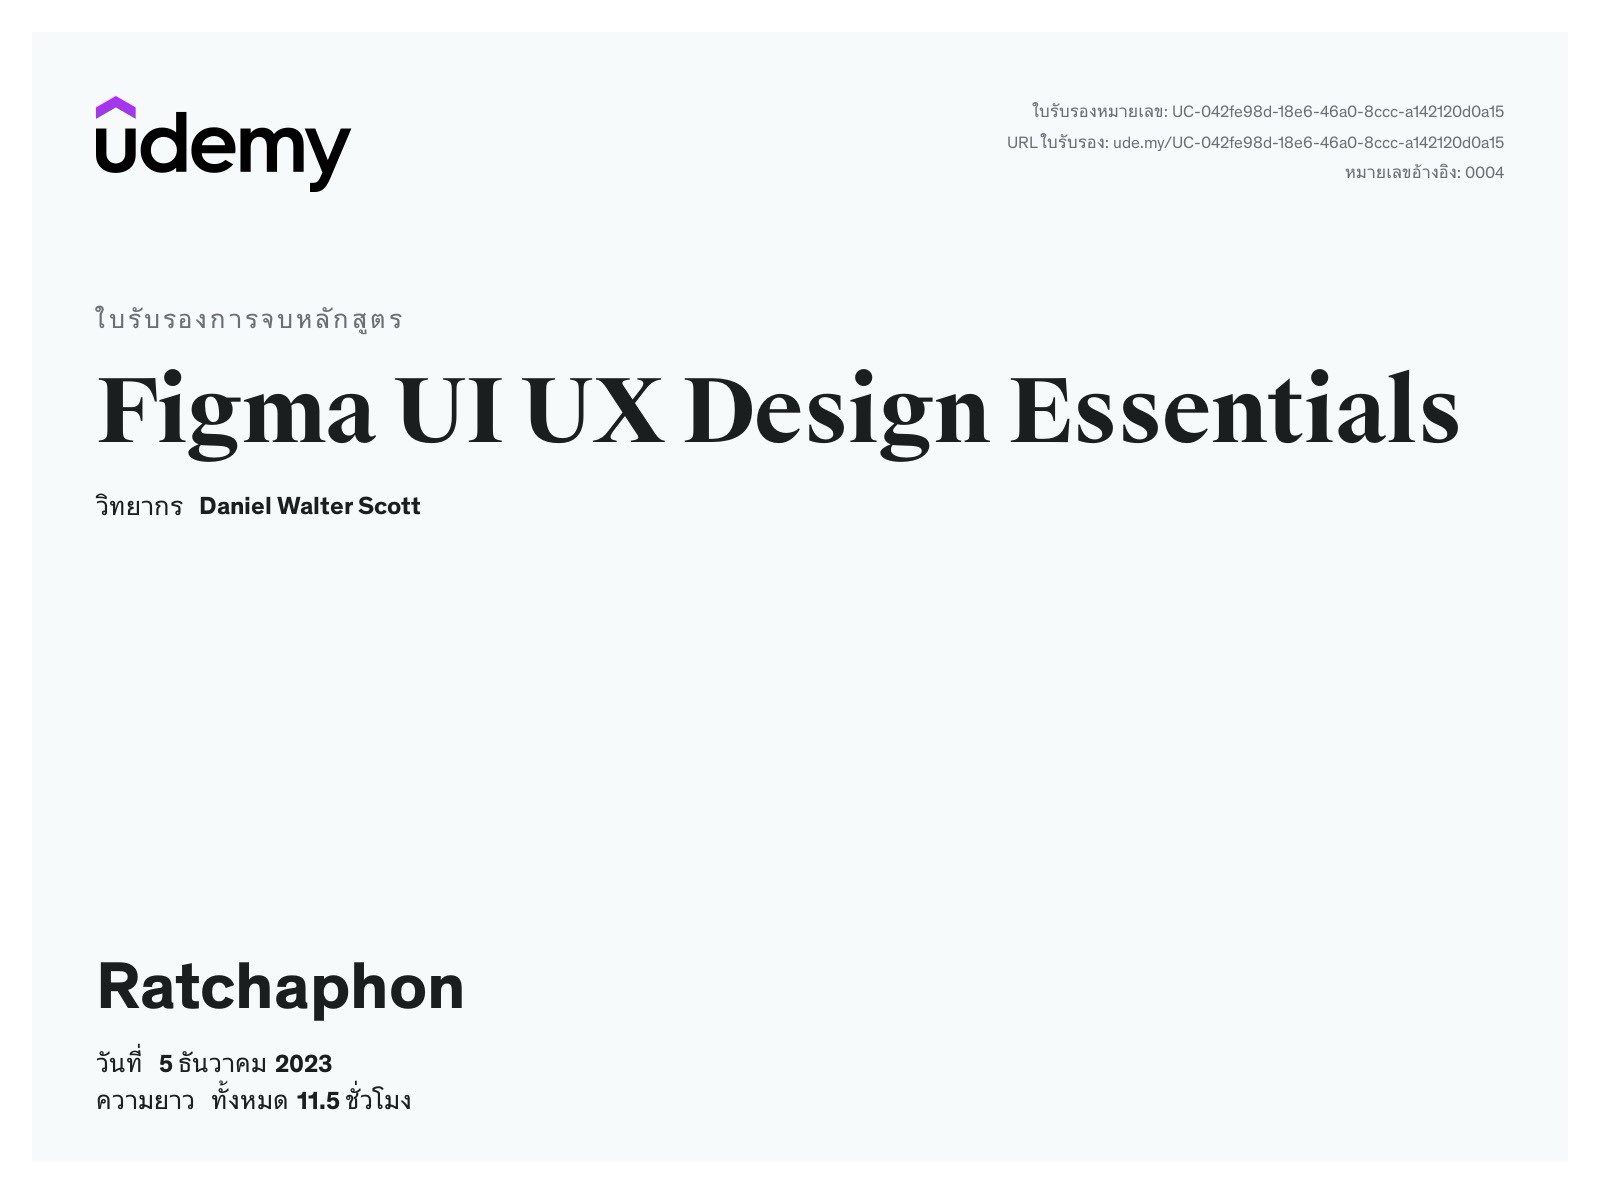 udemy
ใบรับรองหมายเลข: UC-042fe98d-18e6-46a0-8ccc-a142120d0a15
URL ใบรับรอง: ude.my/UC-042fe98d-18e6-46a0-8ccc-a142120d0a15
หมายเลขอ้างอิง: 0004
ใบรับรองการจบหลักสูตร
Figma UI UX Design Essentials
วิทยากร Daniel Walter Scott
Ratchaphon
วันที่ 5 ธันวาคม 2023
ความยาว ทั้งหมด 11.5 ชั่วโมง